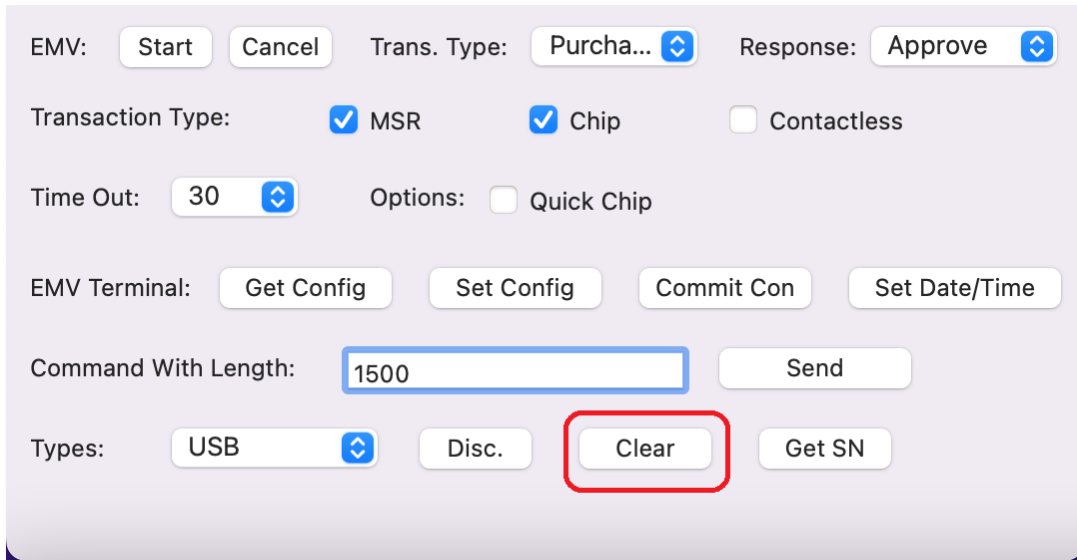 EMV: Start Cancel Trans. Type: Purcha... Response: Approve
Transaction Type: MSR Chip Contactless
Time Out: 30 Options: Quick Chip
EMV Terminal: Get Config Set Config Commit Con Set Date/Time
Command With Length: 1500 Send
Types: USB Disc. Clear Get SN